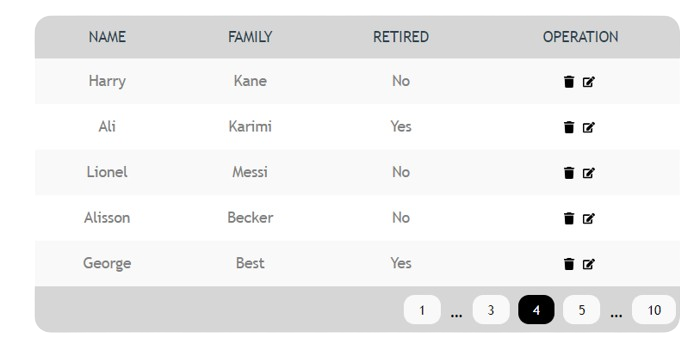 NAME FAMILY RETIRED OPERATION
Harry Kane No
Ali Karimi Yes
Lionel Messi No
Alisson Becker No
George Best Yes
1 ... 3 4 5 ... 10